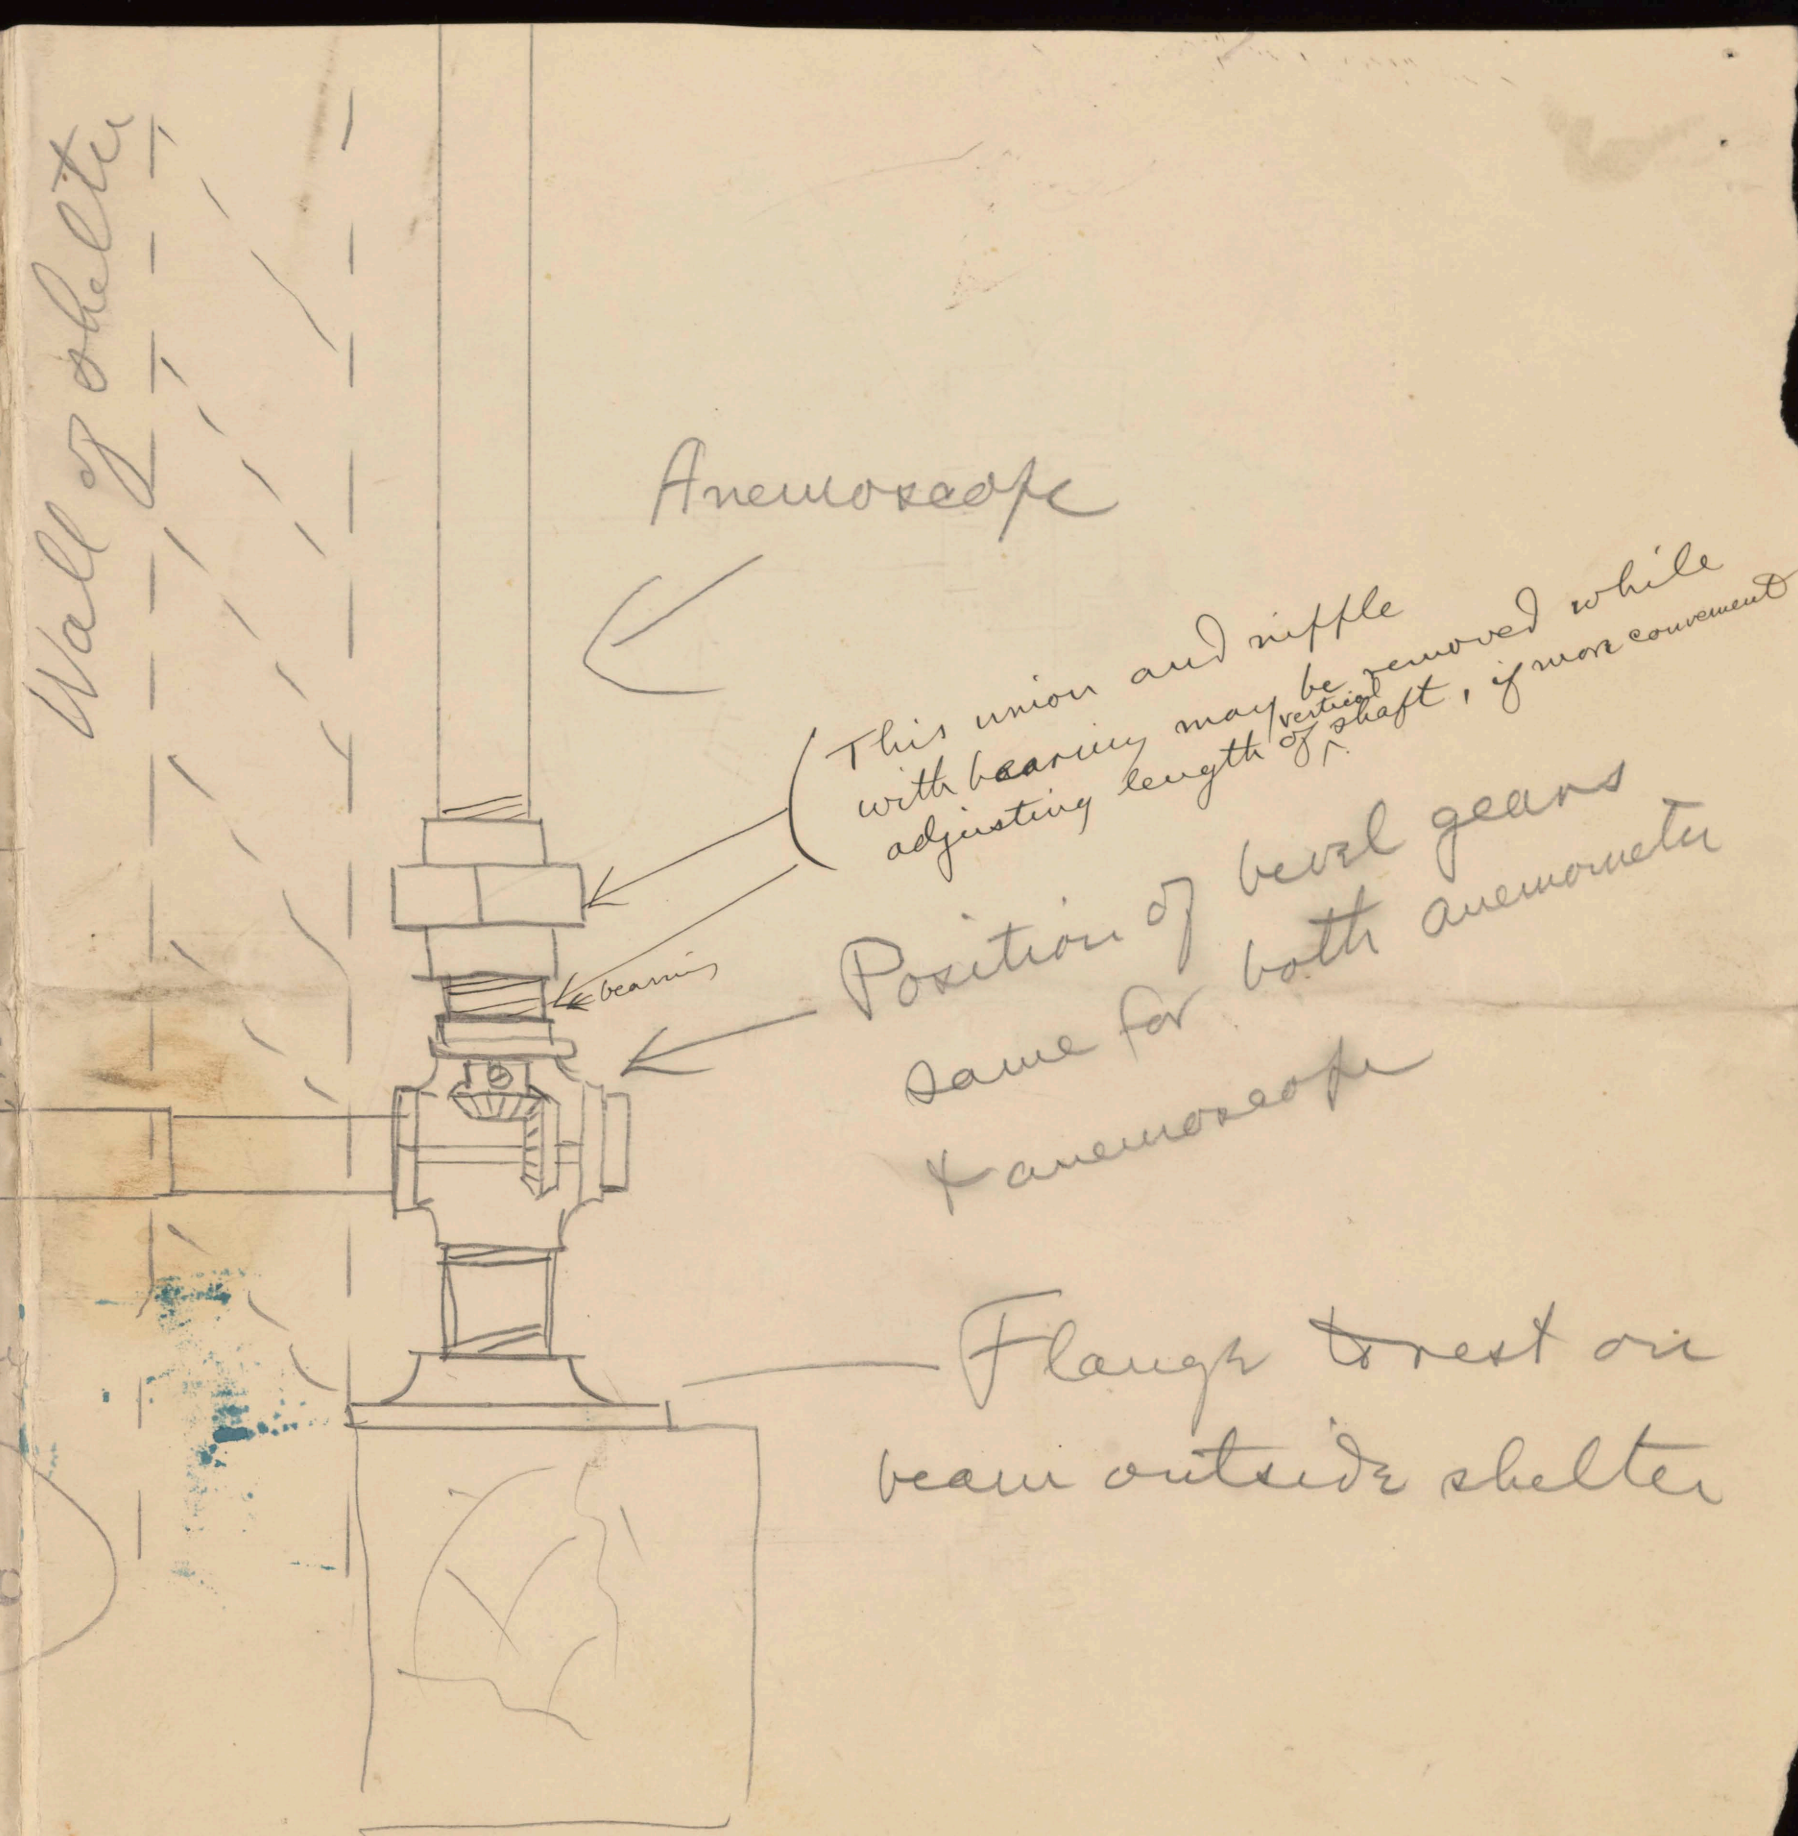 Wall of shelter
Anemoscope
This union and nipple
with bearing may be removed while
adjusting length of vertical shaft, if more convenient
bearing
Position of bevel gears
same for both anemometer
& anemoscope
Flange to rest on
beam outside shelter